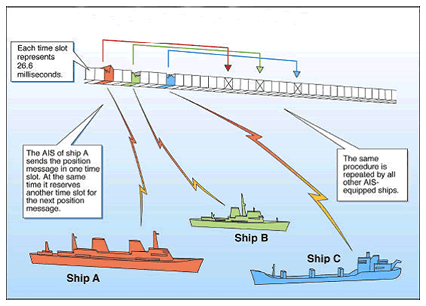 Each time slot
represents
26.6
milliseconds.
The AIS of ship A
sends the position
message in one time
slot. At the same
time it reserves
another time slot for
the next position
message.
The same
procedure is
repeated by all
other AIS-
equipped ships.
Ship B
Ship C
Ship A